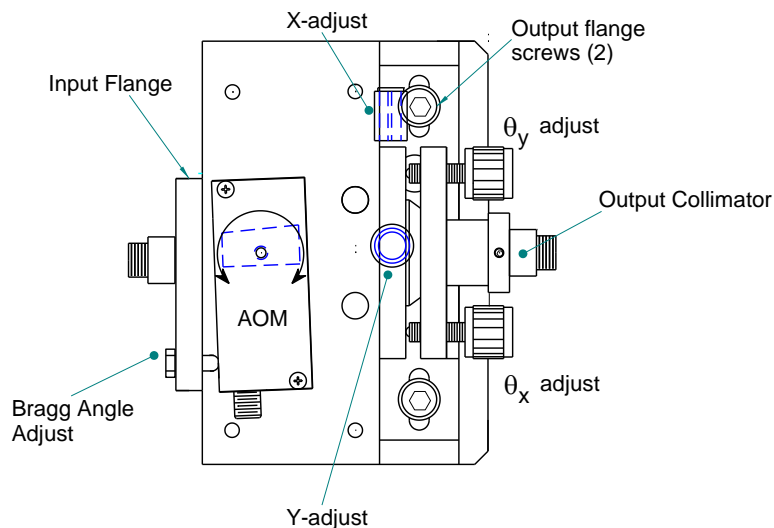 X-adjust
Output flange
screws (2)
Input Flange
θy adjust
Output Collimator
AOM
θx adjust
Bragg Angle
Adjust
Y-adjust